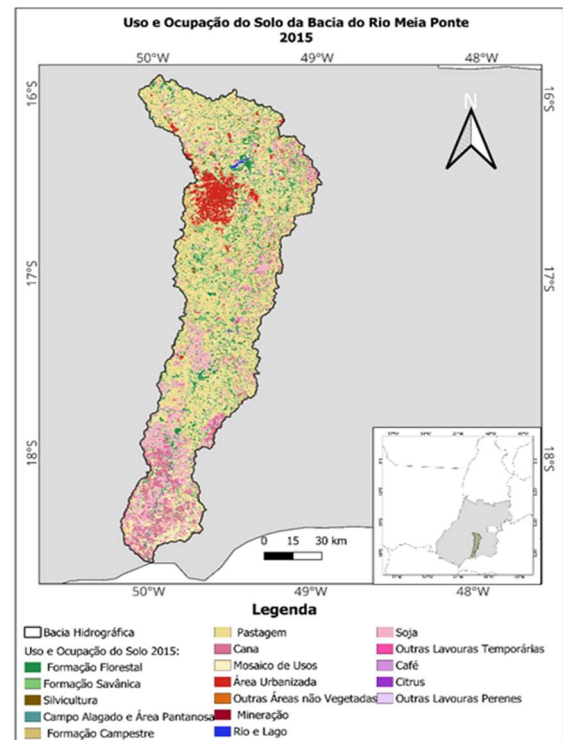 Uso e Ocupação do Solo da Bacia do Rio Meia Ponte
2015
50°W 49°W 48°W
16°S 16°S
N
17°S 17°S
18°S 18°S
0 15 30 km
50°W 49°W 48°W
Legenda
Bacia Hidrográfica
Uso e Ocupação do Solo 2015:
Formação Florestal
Formação Savânica
Silvicultura
Campo Alagado e Área Pantanosa
Formação Campestre
Pastagem
Cana
Mosaico de Usos
Área Urbanizada
Outras Áreas não Vegetadas
Mineração
Rio e Lago
Soja
Outras Lavouras Temporárias
Café
Citrus
Outras Lavouras Perenes